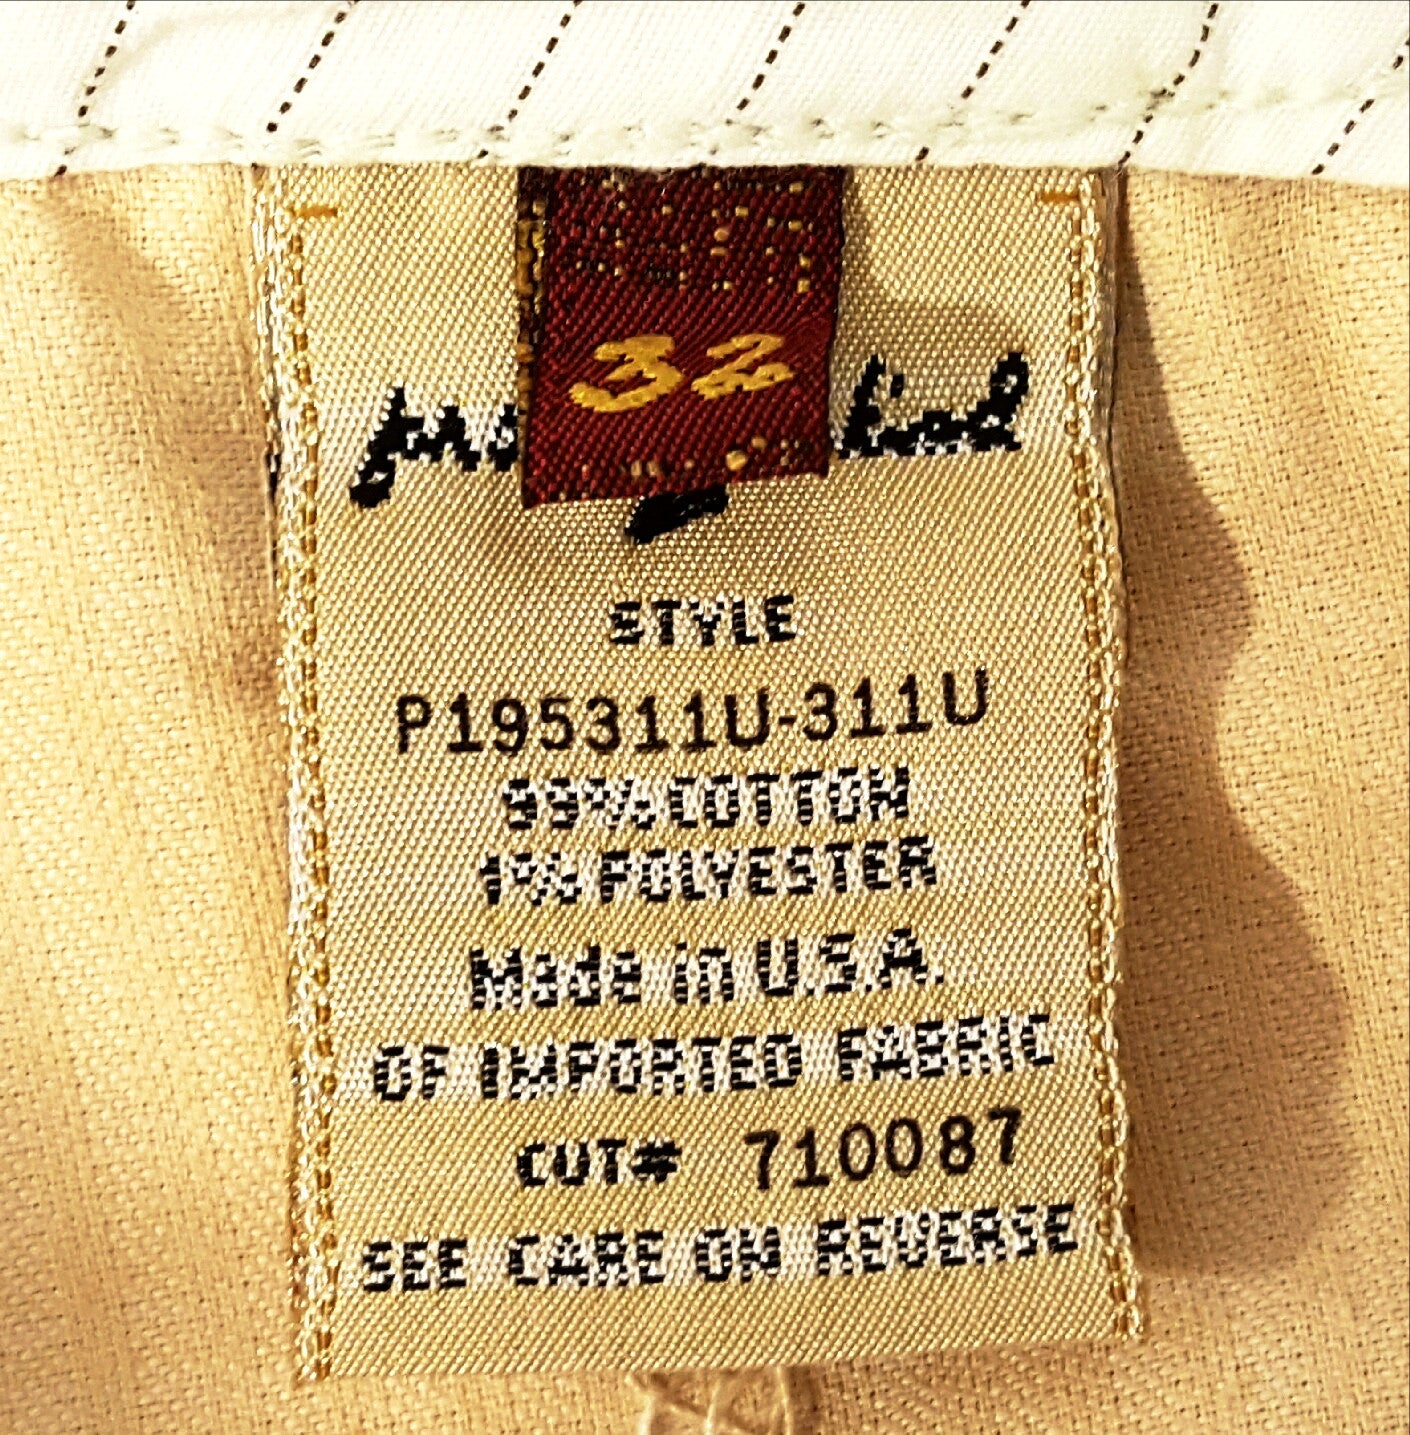 32
STYLE
P195311U-311U
99% COTTON
1% POLYESTER
Made in U.S.A.
OF IMPORTED FABRIC
CUT# 710087
SEE CARE ON REVERSE